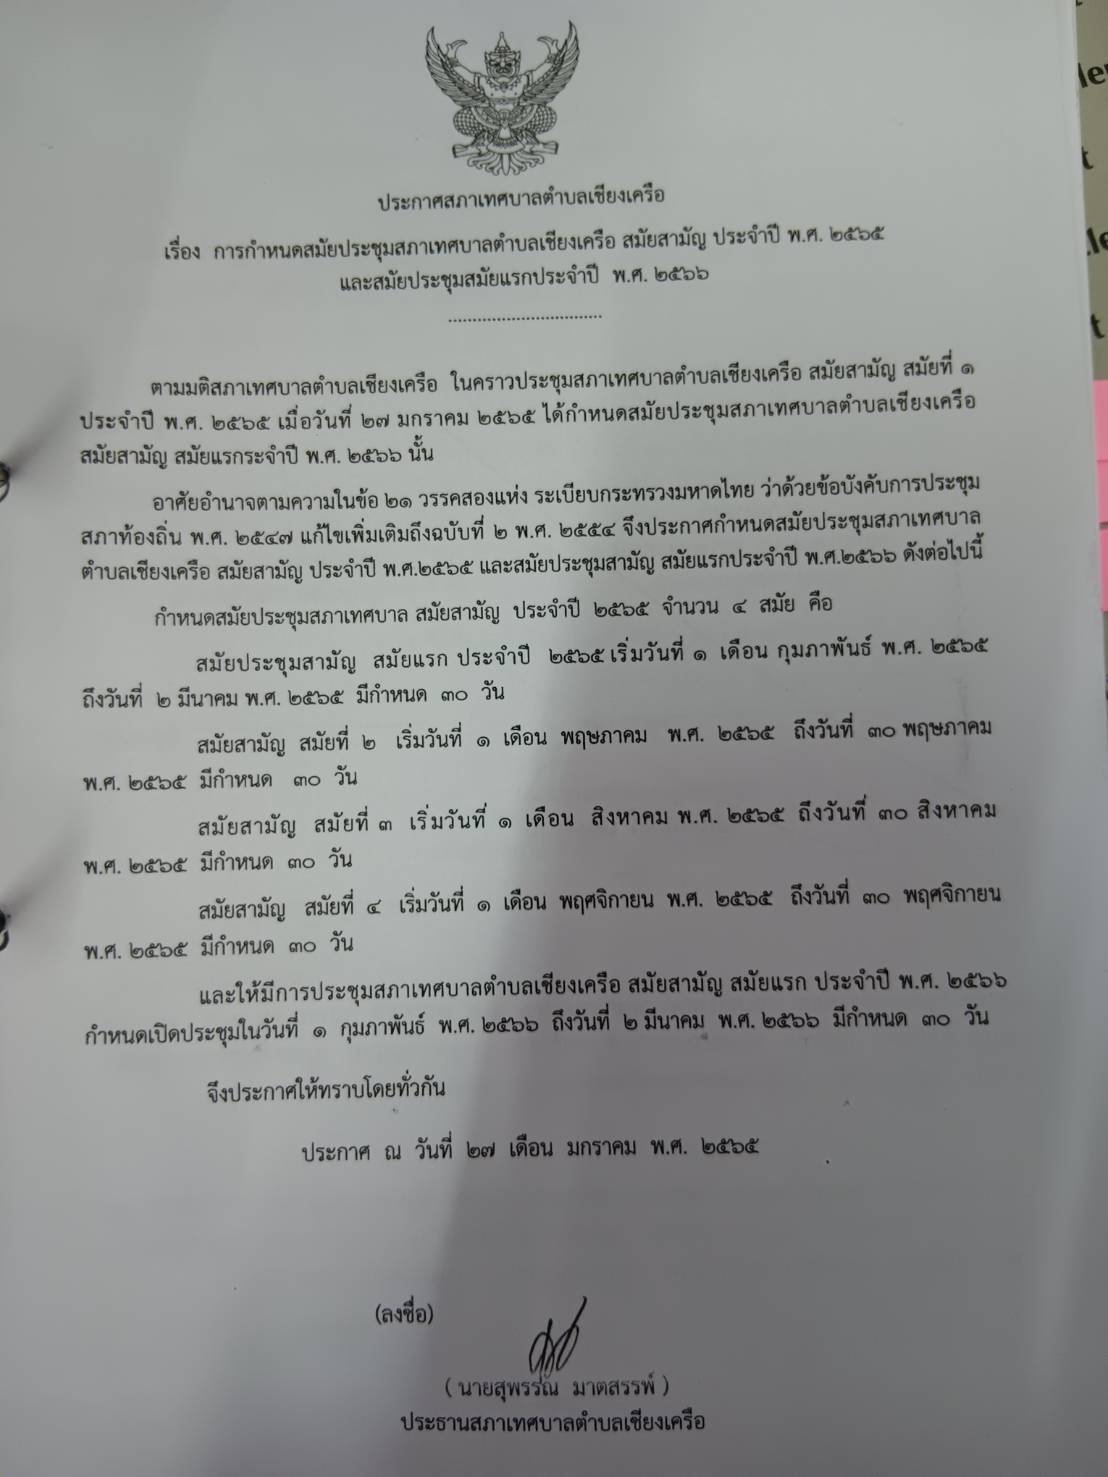 ประกาศสภาเทศบาลตำบลเชียงเครือ
เรื่อง การกำหนดสมัยประชุมสภาเทศบาลตำบลเชียงเครือ สมัยสามัญ ประจำปี พ.ศ. ๒๕๖๕
และสมัยประชุมสมัยแรกประจำปี พ.ศ. ๒๕๖๖
................................
ตามมติสภาเทศบาลตำบลเชียงเครือ ในคราวประชุมสภาเทศบาลตำบลเชียงเครือ สมัยสามัญ สมัยที่ ๑
ประจำปี พ.ศ. ๒๕๖๕ เมื่อวันที่ ๒๗ มกราคม ๒๕๖๕ ได้กำหนดสมัยประชุมสภาเทศบาลตำบลเชียงเครือ
สมัยสามัญ สมัยแรกระจำปี พ.ศ. ๒๕๖๖ นั้น
อาศัยอำนาจตามความในข้อ ๒๑ วรรคสองแห่ง ระเบียบกระทรวงมหาดไทย ว่าด้วยข้อบังคับการประชุม
สภาท้องถิ่น พ.ศ. ๒๕๔๗ แก้ไขเพิ่มเติมถึงฉบับที่ ๒ พ.ศ. ๒๕๕๔ จึงประกาศกำหนดสมัยประชุมสภาเทศบาล
ตำบลเชียงเครือ สมัยสามัญ ประจำปี พ.ศ.๒๕๖๕ และสมัยประชุมสามัญ สมัยแรกประจำปี พ.ศ.๒๕๖๖ ดังต่อไปนี้
กำหนดสมัยประชุมสภาเทศบาล สมัยสามัญ ประจำปี ๒๕๖๕ จำนวน ๔ สมัย คือ
สมัยประชุมสามัญ สมัยแรก ประจำปี ๒๕๖๕ เริ่มวันที่ ๑ เดือน กุมภาพันธ์ พ.ศ. ๒๕๖๕
ถึงวันที่ ๒ มีนาคม พ.ศ. ๒๕๖๕ มีกำหนด ๓๐ วัน
สมัยสามัญ สมัยที่ ๒ เริ่มวันที่ ๑ เดือน พฤษภาคม พ.ศ. ๒๕๖๕ ถึงวันที่ ๓๐ พฤษภาคม
พ.ศ. ๒๕๖๕ มีกำหนด ๓๐ วัน
สมัยสามัญ สมัยที่ ๓ เริ่มวันที่ ๑ เดือน สิงหาคม พ.ศ. ๒๕๖๕ ถึงวันที่ ๓๐ สิงหาคม
พ.ศ. ๒๕๖๕ มีกำหนด ๓๐ วัน
สมัยสามัญ สมัยที่ ๔ เริ่มวันที่ ๑ เดือน พฤศจิกายน พ.ศ. ๒๕๖๕ ถึงวันที่ ๓๐ พฤศจิกายน
พ.ศ. ๒๕๖๕ มีกำหนด ๓๐ วัน
และให้มีการประชุมสภาเทศบาลตำบลเชียงเครือ สมัยสามัญ สมัยแรก ประจำปี พ.ศ. ๒๕๖๖
กำหนดเปิดประชุมในวันที่ ๑ กุมภาพันธ์ พ.ศ. ๒๕๖๖ ถึงวันที่ ๒ มีนาคม พ.ศ. ๒๕๖๖ มีกำหนด ๓๐ วัน
จึงประกาศให้ทราบโดยทั่วกัน
ประกาศ ณ วันที่ ๒๗ เดือน มกราคม พ.ศ. ๒๕๖๕
(ลงชื่อ)
( นายสุพรรณ มาตสรรพ์ )
ประธานสภาเทศบาลตำบลเชียงเครือ